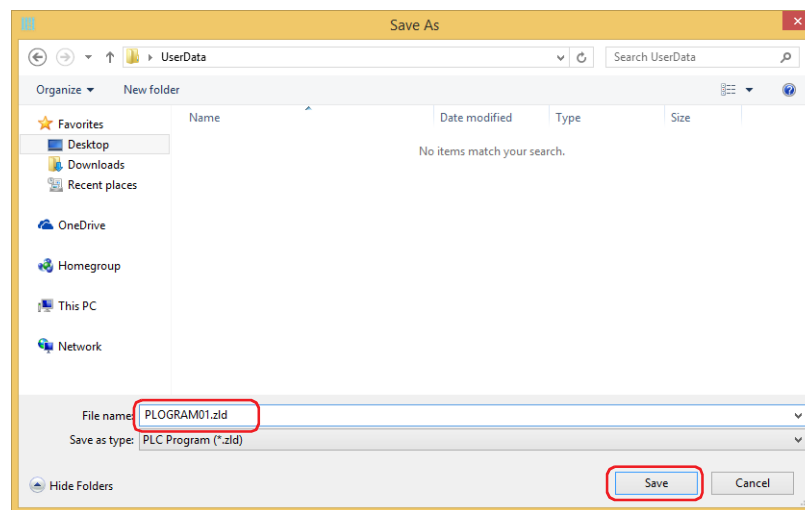 Save As
UserData
Search UserData
Organize New folder
Name Date modified Type Size
No items match your search.
Favorites
Desktop
Downloads
Recent places
OneDrive
Homegroup
This PC
Network
File name: PLOGRAM01.zld
Save as type: PLC Program (*.zld)
Hide Folders Save Cancel